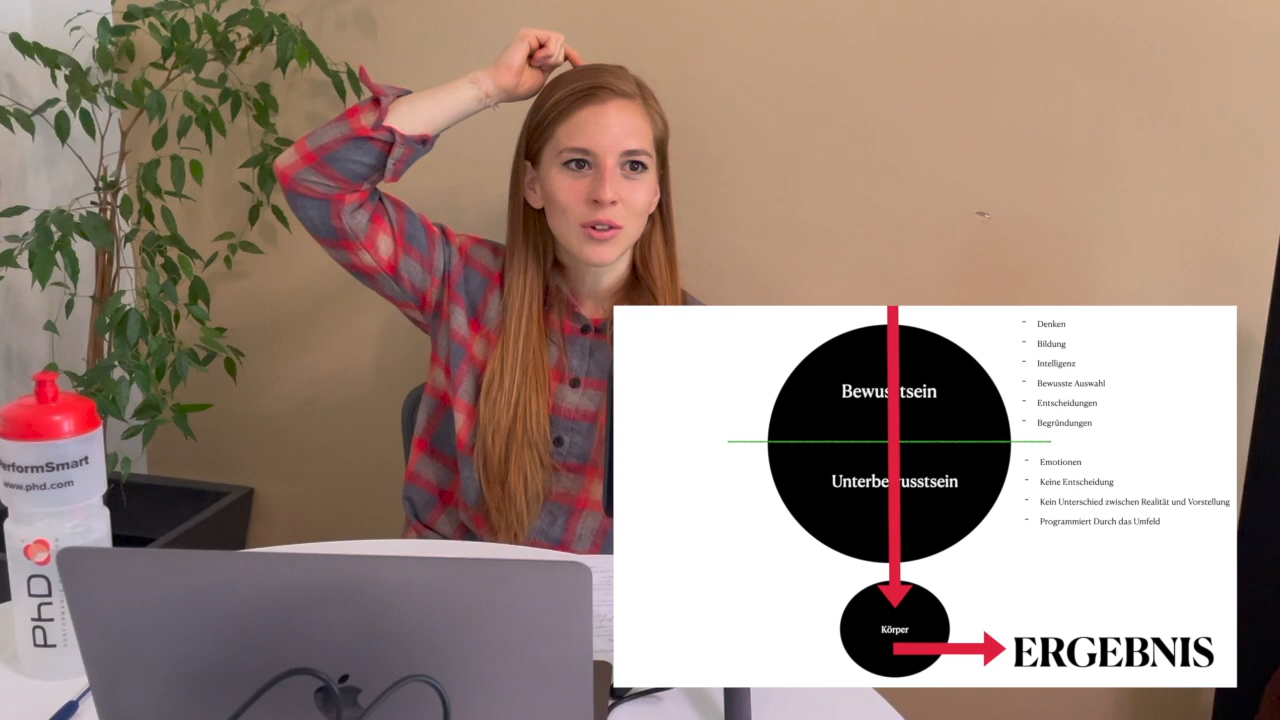 erformSmart
www.phd.com
PhD
Bewusstsein
Unterbewusstsein
Körper
ERGEBNIS
- Denken
- Bildung
- Intelligenz
- Bewusste Auswahl
- Entscheidungen
- Begründungen
- Emotionen
- Keine Entscheidung
- Kein Unterschied zwischen Realität und Vorstellung
- Programmiert Durch das Umfeld